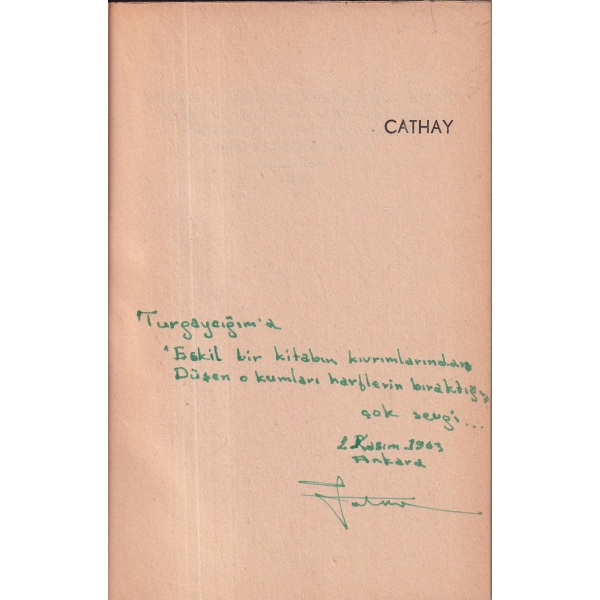 CATHAY
Turgaycığım'a
"Eskil bir kitabın kıvrımlarından
Düşen o kumları harflerin bıraktığı,
çok sevgi...
2 Kasım 1963
Ankara